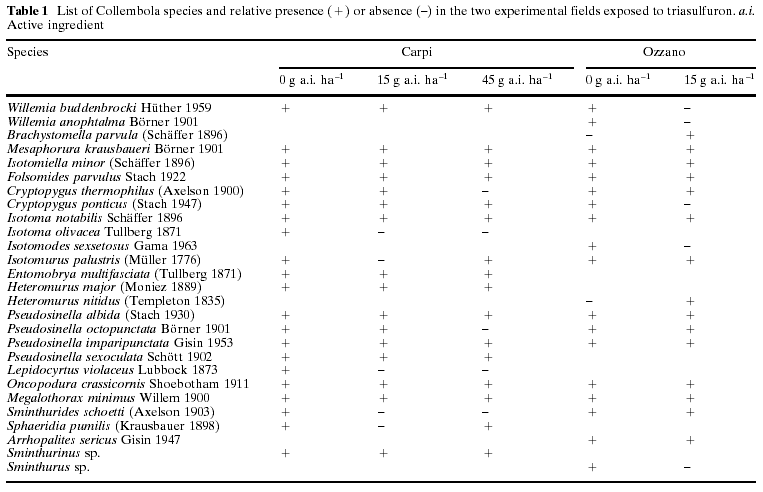 Table 1 List of Collembola species and relative presence (+) or absence (–) in the two experimental fields exposed to triasulfuron. a.i.
Active ingredient
Species Carpi Ozzano
0 g a.i. ha–1 15 g a.i. ha–1 45 g a.i. ha–1 0 g a.i. ha–1 15 g a.i. ha–1
Willemia buddenbrocki Hüther 1959 + + + + –
Willemia anophtalma Börner 1901 + –
Brachystomella parvula (Schäffer 1896) – +
Mesaphorura krausbaueri Börner 1901 + + + + +
Isotomiella minor (Schäffer 1896) + + + + +
Folsomides parvulus Stach 1922 + + + + +
Cryptopygus thermophilus (Axelson 1900) + + – + +
Cryptopygus ponticus (Stach 1947) + + + + –
Isotoma notabilis Schäffer 1896 + + + + +
Isotoma olivacea Tullberg 1871 + – –
Isotomodes sexsetosus Gama 1963 + –
Isotomurus palustris (Müller 1776) + – + + +
Entomobrya multifasciata (Tullberg 1871) + + +
Heteromurus major (Moniez 1889) + + +
Heteromurus nitidus (Templeton 1835) – +
Pseudosinella albida (Stach 1930) + + + + +
Pseudosinella octopunctata Börner 1901 + + – + +
Pseudosinella imparipunctata Gisin 1953 + + + + +
Pseudosinella sexoculata Schött 1902 + + +
Lepidocyrtus violaceus Lubbock 1873 + – –
Oncopodura crassicornis Shoebotham 1911 + + + + +
Megalothorax minimus Willem 1900 + + + + +
Sminthurides schoetti (Axelson 1903) + – – + +
Sphaeridia pumilis (Krausbauer 1898) + – +
Arrhopalites sericus Gisin 1947 + +
Sminthurinus sp. + + +
Sminthurus sp. + –